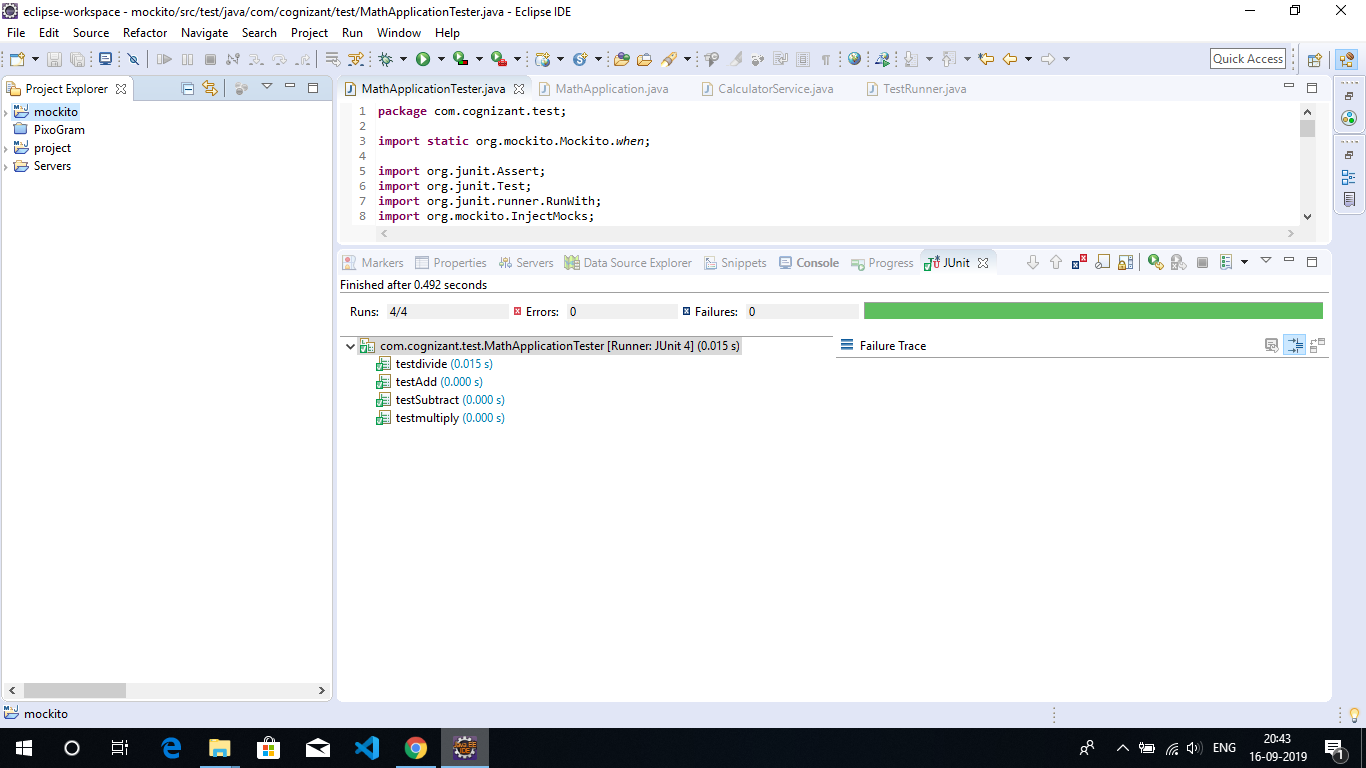 eclipse-workspace - mockito/src/test/java/com/cognizant/test/MathApplicationTester.java - Eclipse IDE
File Edit Source Refactor Navigate Search Project Run Window Help
Quick Access
Project Explorer
mockito
PixoGram
project
Servers
MathApplicationTester.java MathApplication.java CalculatorService.java TestRunner.java
1 package com.cognizant.test;
2
3 import static org.mockito.Mockito.when;
4
5 import org.junit.Assert;
6 import org.junit.Test;
7 import org.junit.runner.RunWith;
8 import org.mockito.InjectMocks;
Markers Properties Servers Data Source Explorer Snippets Console Progress JUnit
Finished after 0.492 seconds
Runs: 4/4 Errors: 0 Failures: 0
com.cognizant.test.MathApplicationTester [Runner: JUnit 4] (0.015 s)
Failure Trace
testdivide (0.015 s)
testAdd (0.000 s)
testSubtract (0.000 s)
testmultiply (0.000 s)
mockito
ENG
20:43
16-09-2019
1